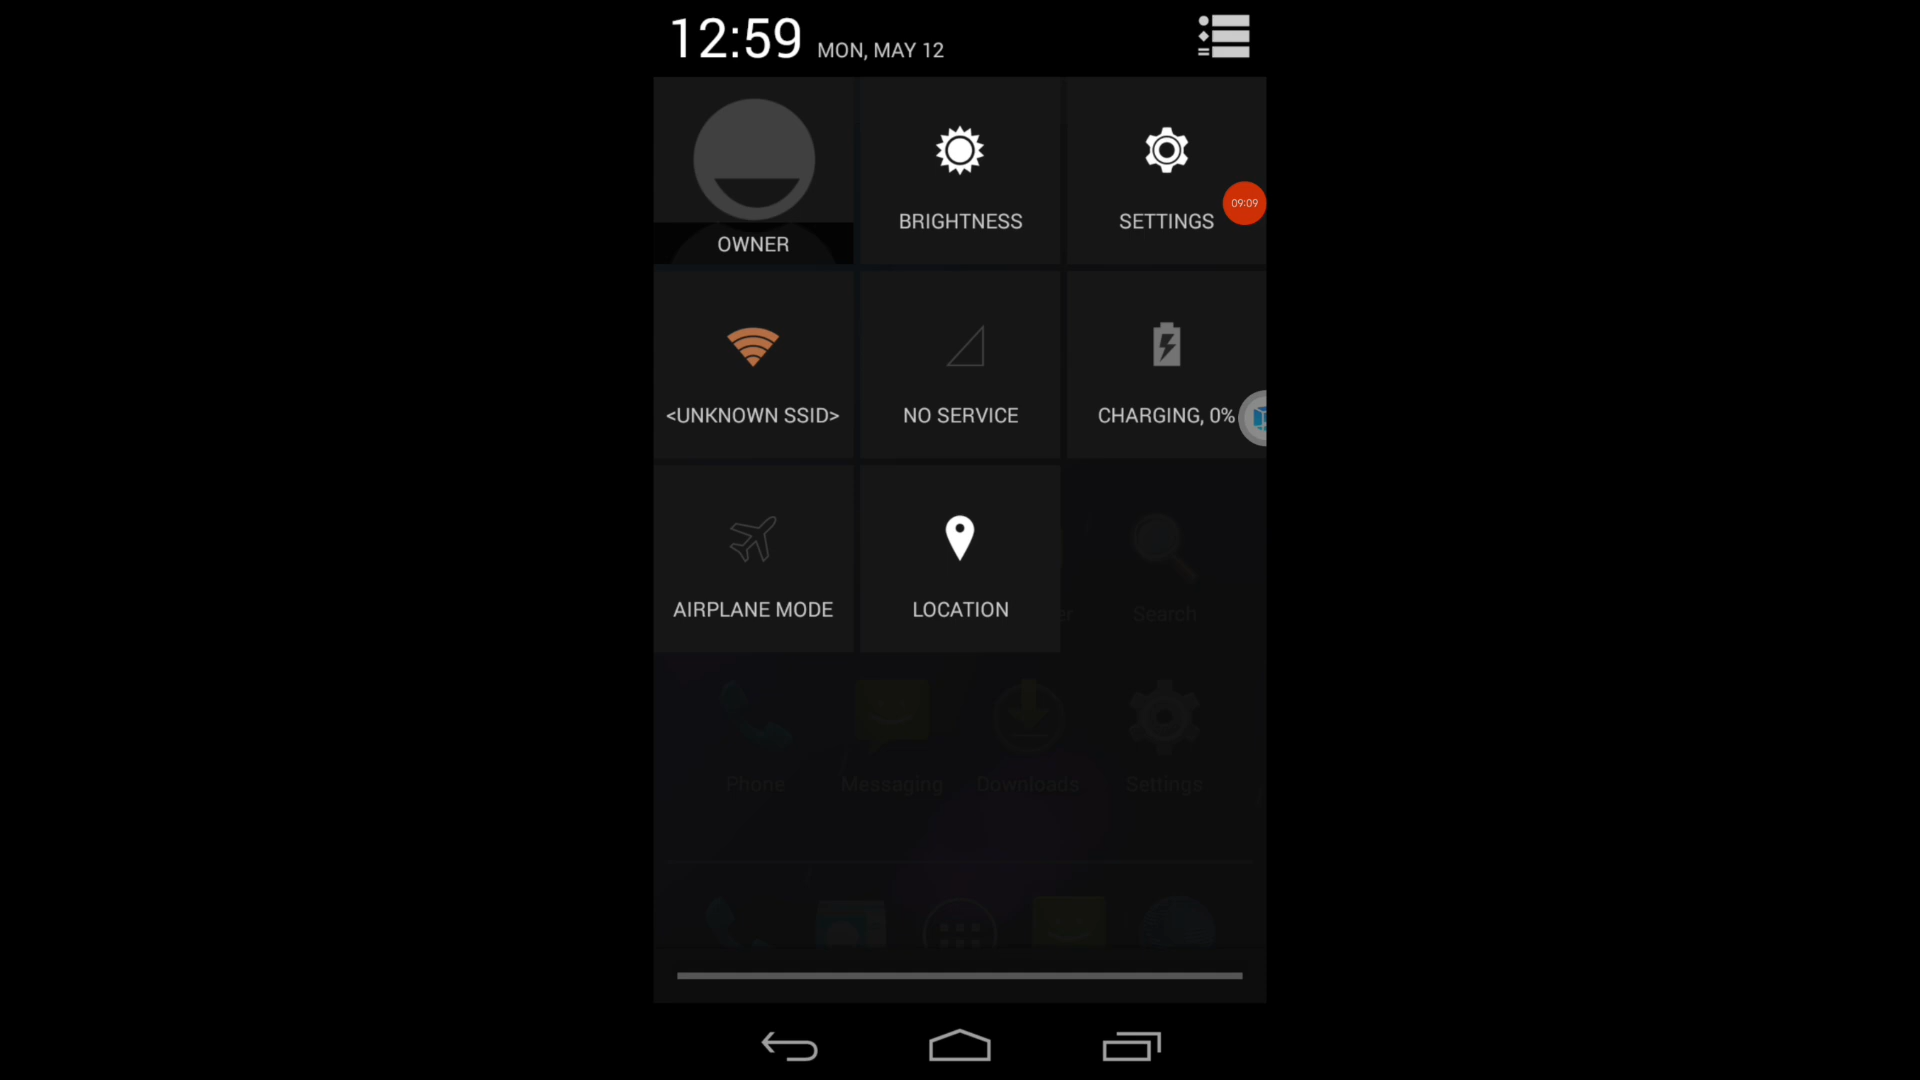 12:59 MON, MAY 12
OWNER
BRIGHTNESS
SETTINGS
09:09
<UNKNOWN SSID>
NO SERVICE
CHARGING, 0%
AIRPLANE MODE
LOCATION
Search
Phone
Messaging
Downloads
Settings